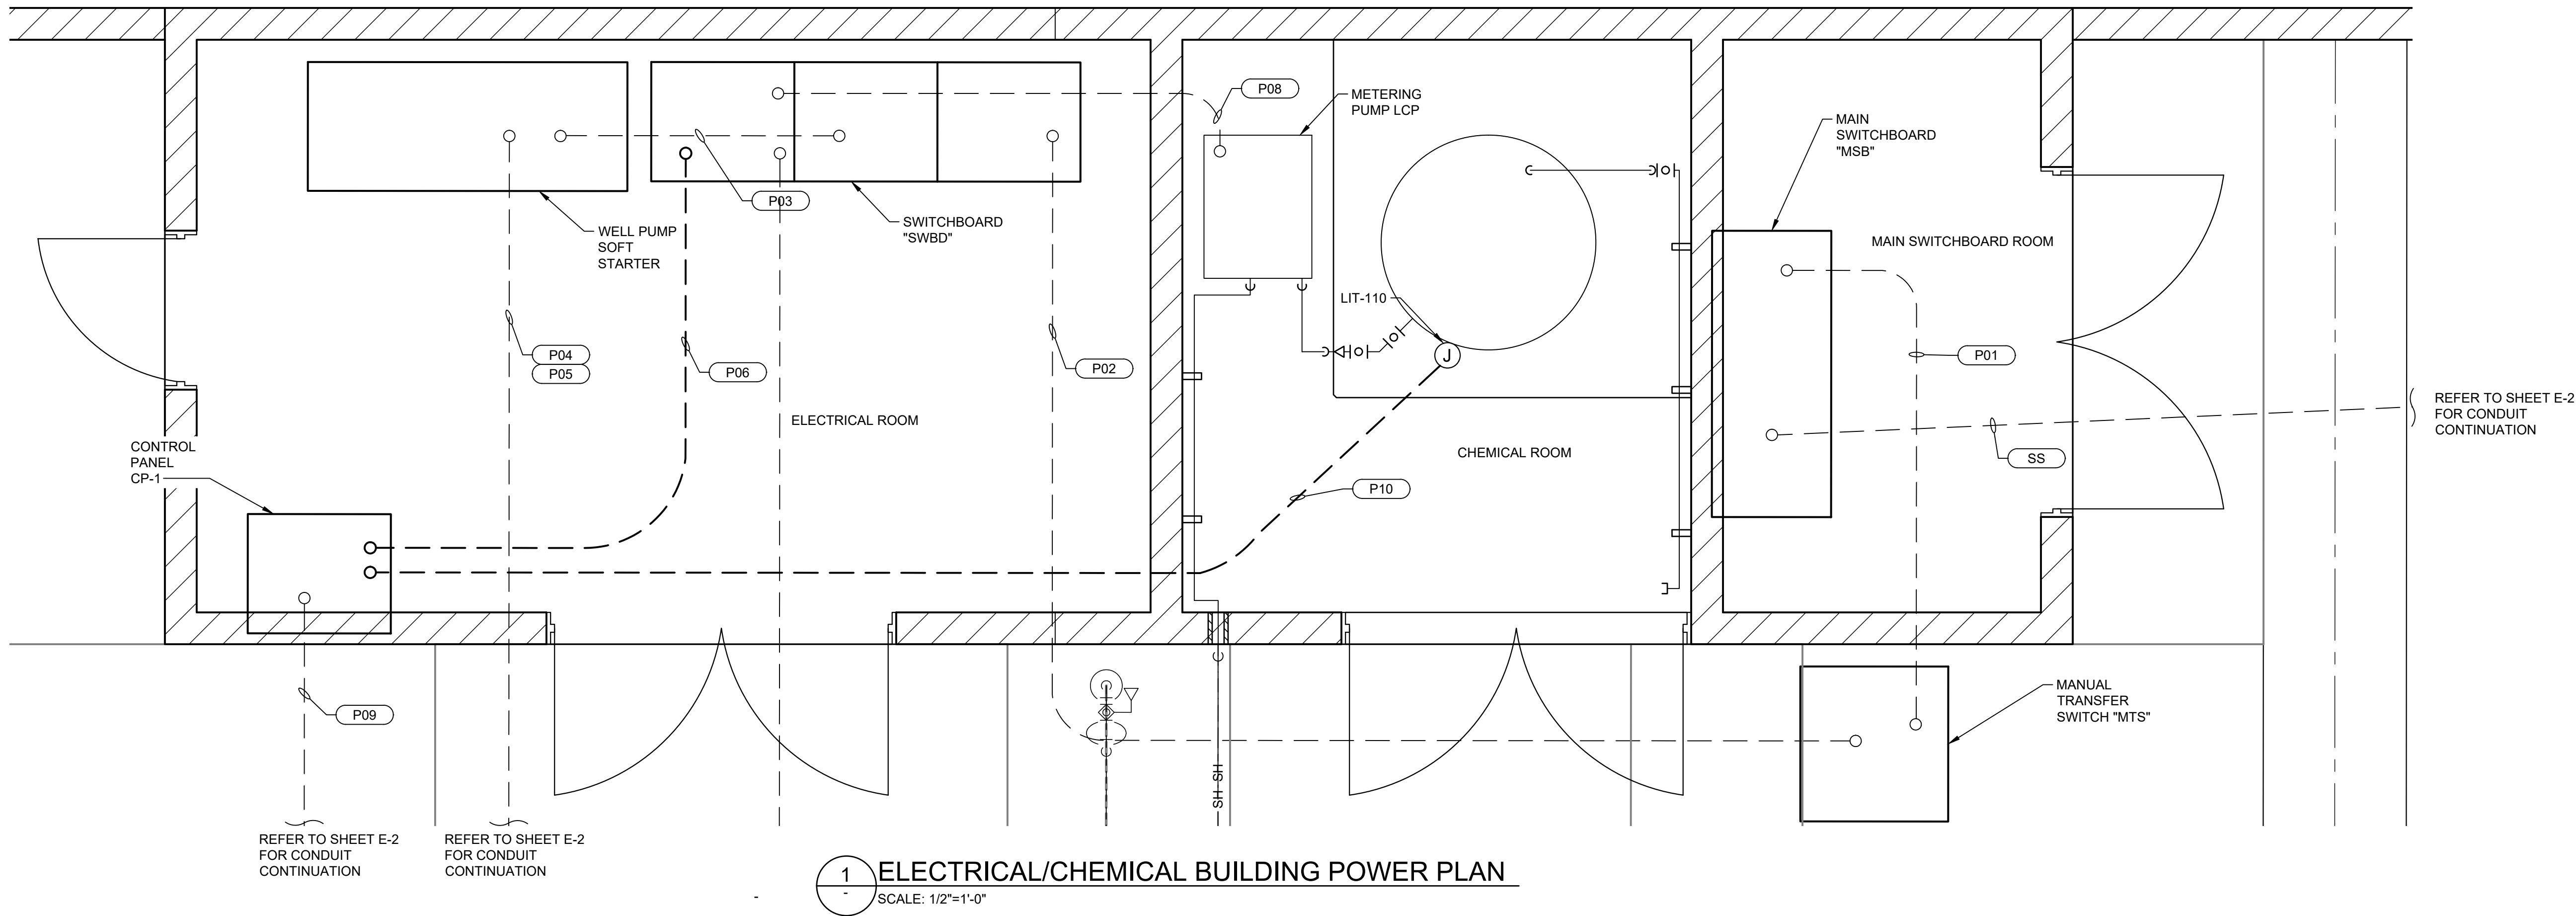 P08
METERING
PUMP LCP
MAIN
SWITCHBOARD
"MSB"
P03
SWITCHBOARD
"SWBD"
WELL PUMP
SOFT
STARTER
MAIN SWITCHBOARD ROOM
LIT-110
J
P04
P05
P06
P02
P01
ELECTRICAL ROOM
REFER TO SHEET E-2
FOR CONDUIT
CONTINUATION
CONTROL
PANEL
CP-1
CHEMICAL ROOM
SS
P10
P09
MANUAL
TRANSFER
SWITCH "MTS"
SH
SH
REFER TO SHEET E-2
FOR CONDUIT
CONTINUATION
REFER TO SHEET E-2
FOR CONDUIT
CONTINUATION
1
-
ELECTRICAL/CHEMICAL BUILDING POWER PLAN
SCALE: 1/2"=1'-0"
-